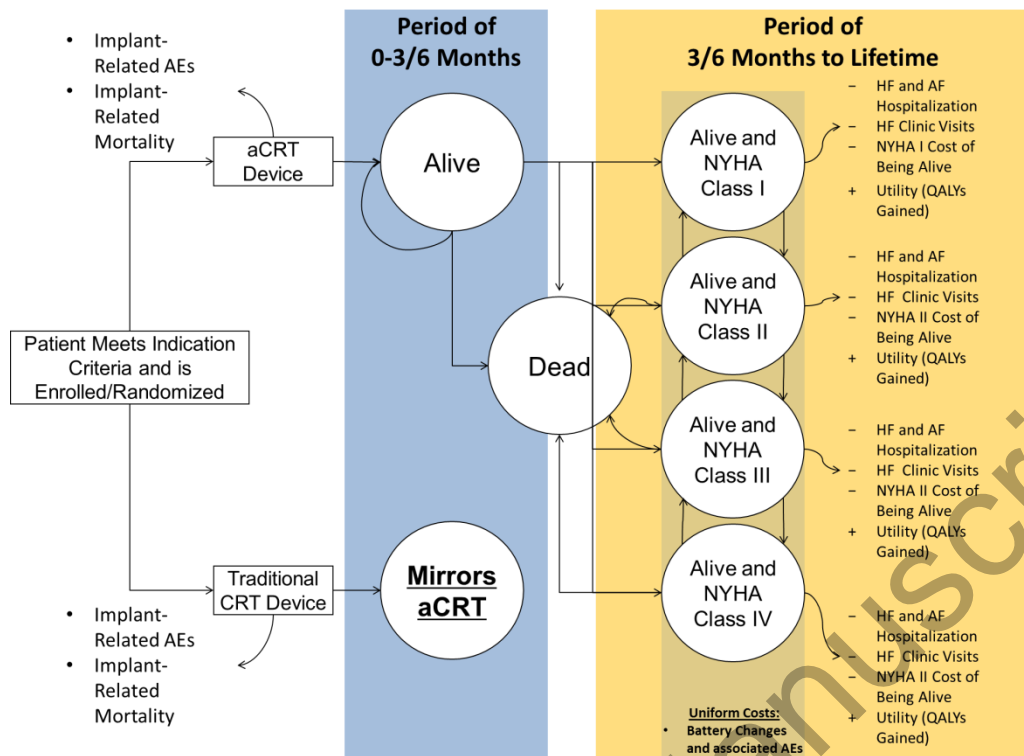 • Implant-
Related AEs
• Implant-
Related
Mortality
aCRT
Device
Patient Meets Indication
Criteria and is
Enrolled/Randomized
Traditional
CRT Device
• Implant-
Related AEs
• Implant-
Related
Mortality
Period of
0-3/6 Months
Alive
Dead
Mirrors
aCRT
Period of
3/6 Months to Lifetime
Alive and
NYHA
Class I
− HF and AF
Hospitalization
− HF Clinic Visits
− NYHA I Cost of
Being Alive
+ Utility (QALYs
Gained)
Alive and
NYHA
Class II
− HF and AF
Hospitalization
− HF Clinic Visits
− NYHA II Cost of
Being Alive
+ Utility (QALYs
Gained)
Alive and
NYHA
Class III
− HF and AF
Hospitalization
− HF Clinic Visits
− NYHA II Cost of
Being Alive
+ Utility (QALYs
Gained)
Alive and
NYHA
Class IV
− HF and AF
Hospitalization
− HF Clinic Visits
− NYHA II Cost of
Being Alive
+ Utility (QALYs
Gained)
Uniform Costs:
• Battery Changes
and associated AEs